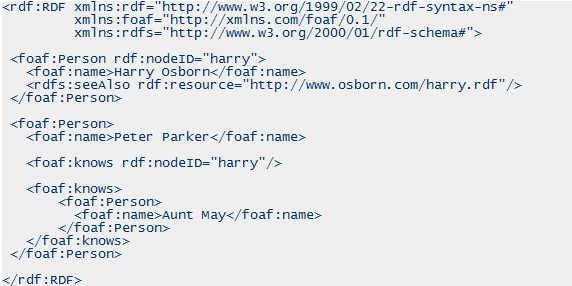 <rdf:RDF xmlns:rdf="http://www.w3.org/1999/02/22-rdf-syntax-ns#"
xmlns:foaf="http://xmlns.com/foaf/0.1/"
xmlns:rdfs="http://www.w3.org/2000/01/rdf-schema#">
<foaf:Person rdf:nodeID="harry">
<foaf:name>Harry Osborn</foaf:name>
<rdfs:seeAlso rdf:resource="http://www.osborn.com/harry.rdf"/>
</foaf:Person>
<foaf:Person>
<foaf:name>Peter Parker</foaf:name>
<foaf:knows rdf:nodeID="harry"/>
<foaf:knows>
<foaf:Person>
<foaf:name>Aunt May</foaf:name>
</foaf:Person>
</foaf:knows>
</foaf:Person>
</rdf:RDF>